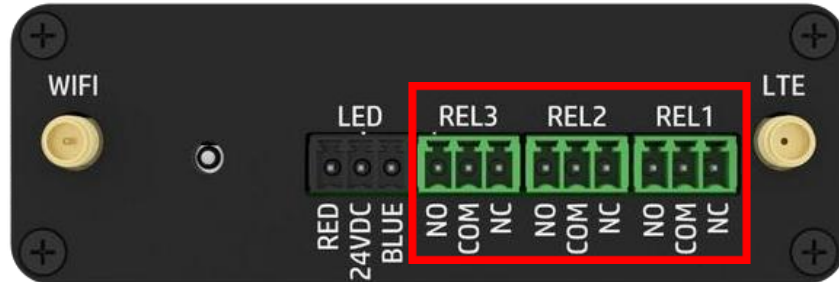 WIFI
LTE
LED REL3 REL2 REL1
RED 24VDC BLUE NO COM NC NO COM NC NO COM NC